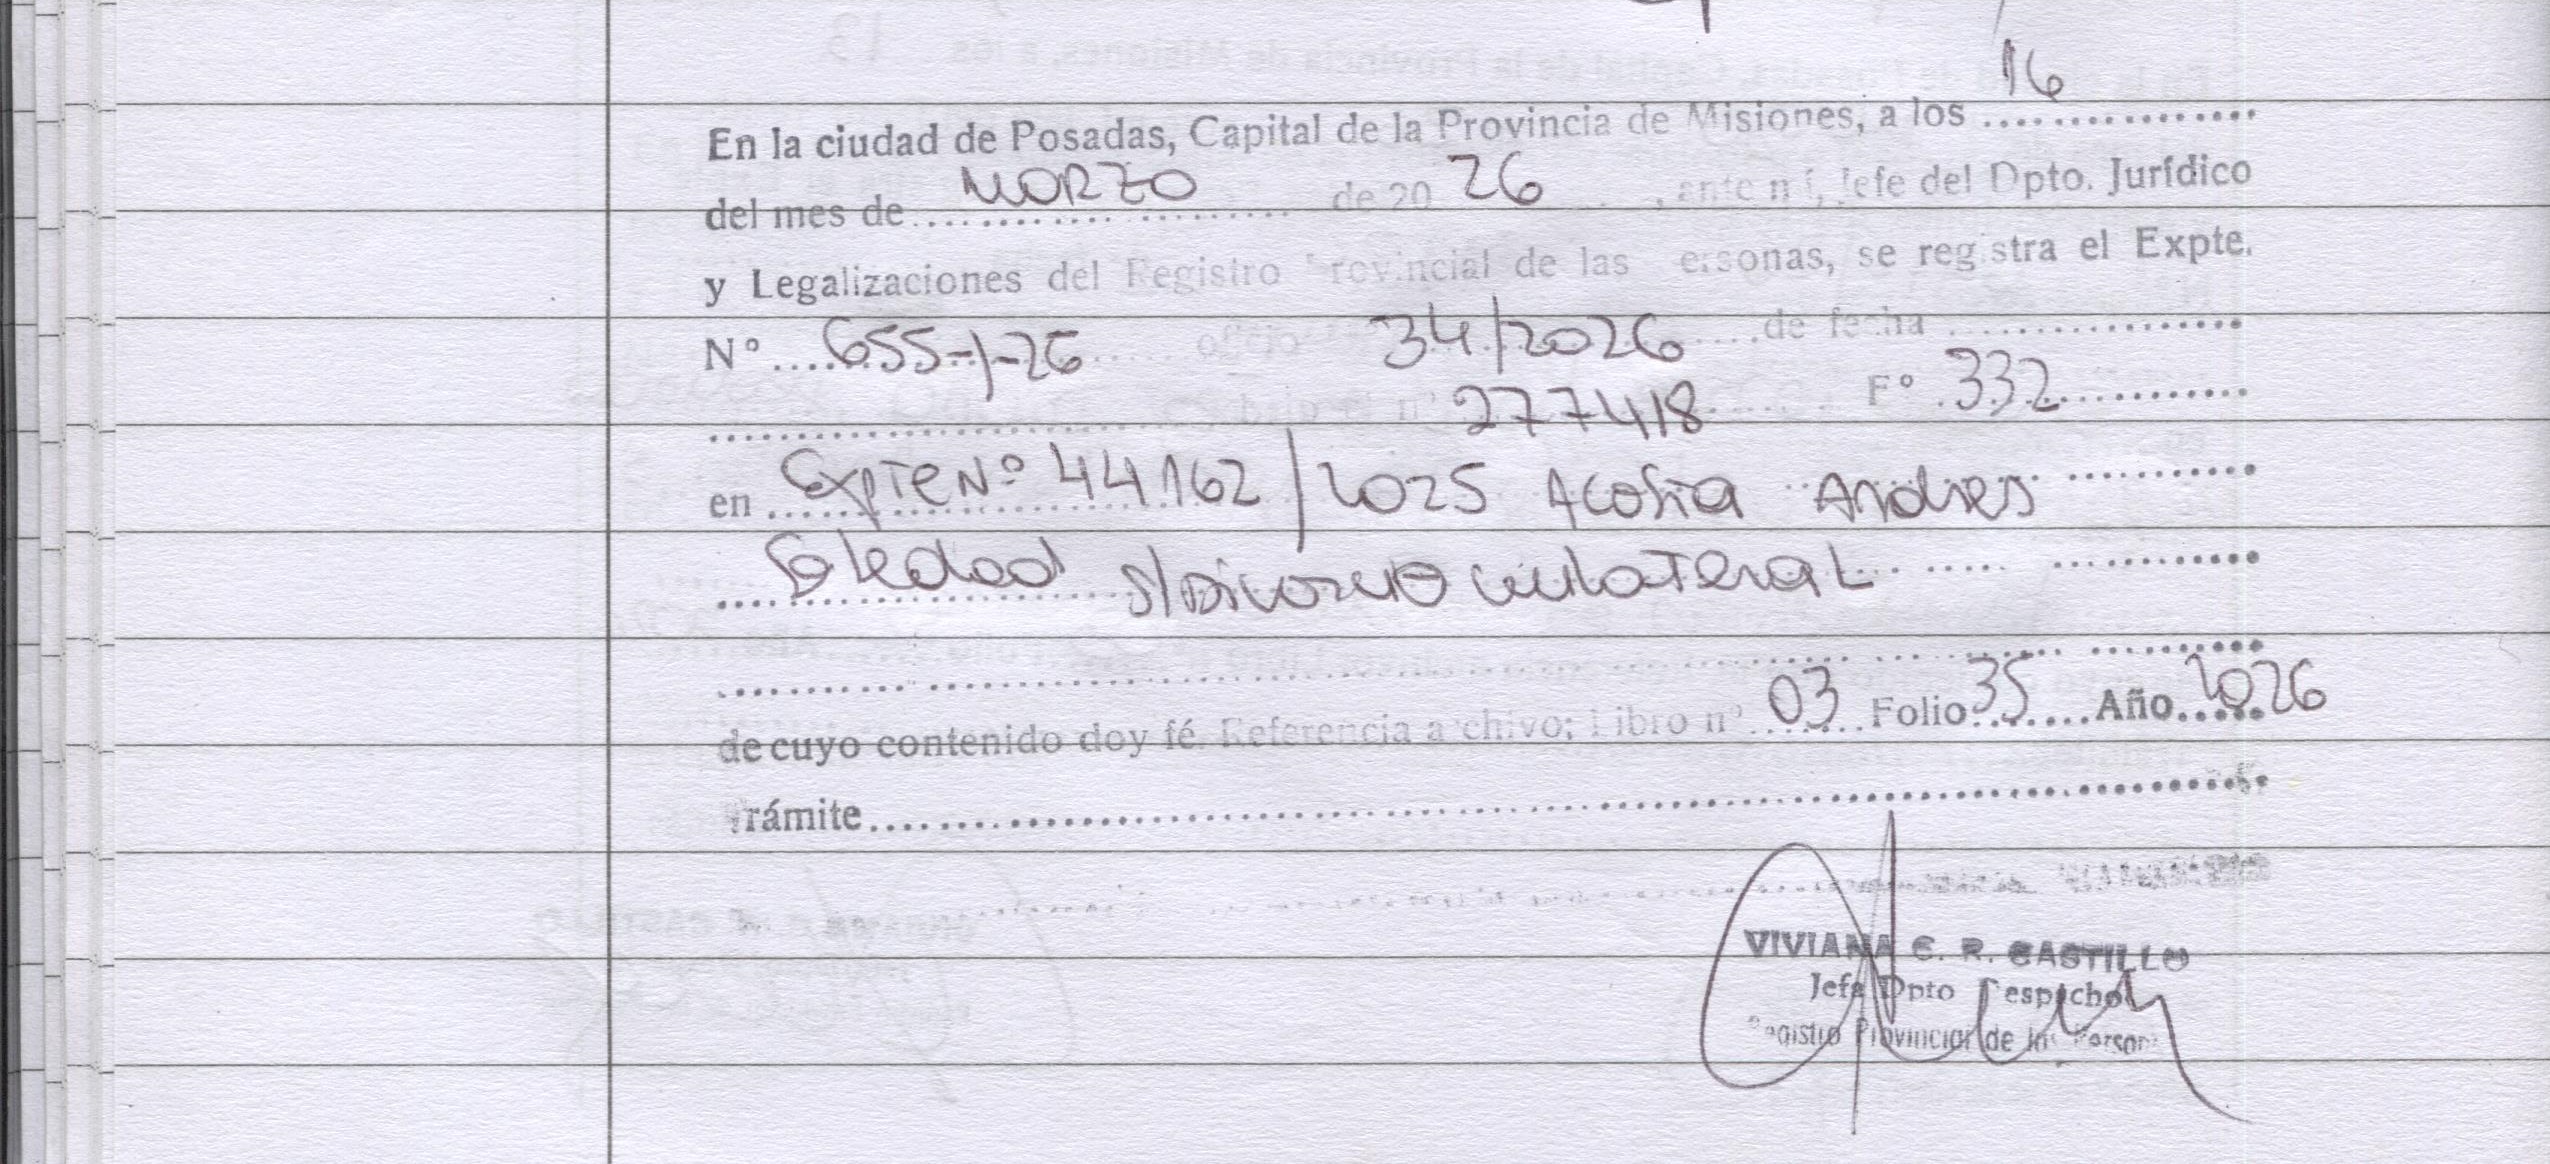 En la ciudad de Posadas, Capital de la Provincia de Misiones, a los 16
del mes de MARZO de 20 26, ante mí, Jefe del Dpto. Jurídico
y Legalizaciones del Registro Provincial de las Personas, se registra el Expte.
N° 655-/-26 oficio 34/2026 de fecha
277418 F° 332
en Expte N° 44162/2025 Acosta Andres
Soledad s/Divorcio unilateral
de cuyo contenido doy fé. Referencia archivo; Libro n° 03 Folio 35 Año 2026
Trámite
VIVIANA C. R. CASTILLO
Jefa Dpto Despacho
Registro Provincial de las Personas